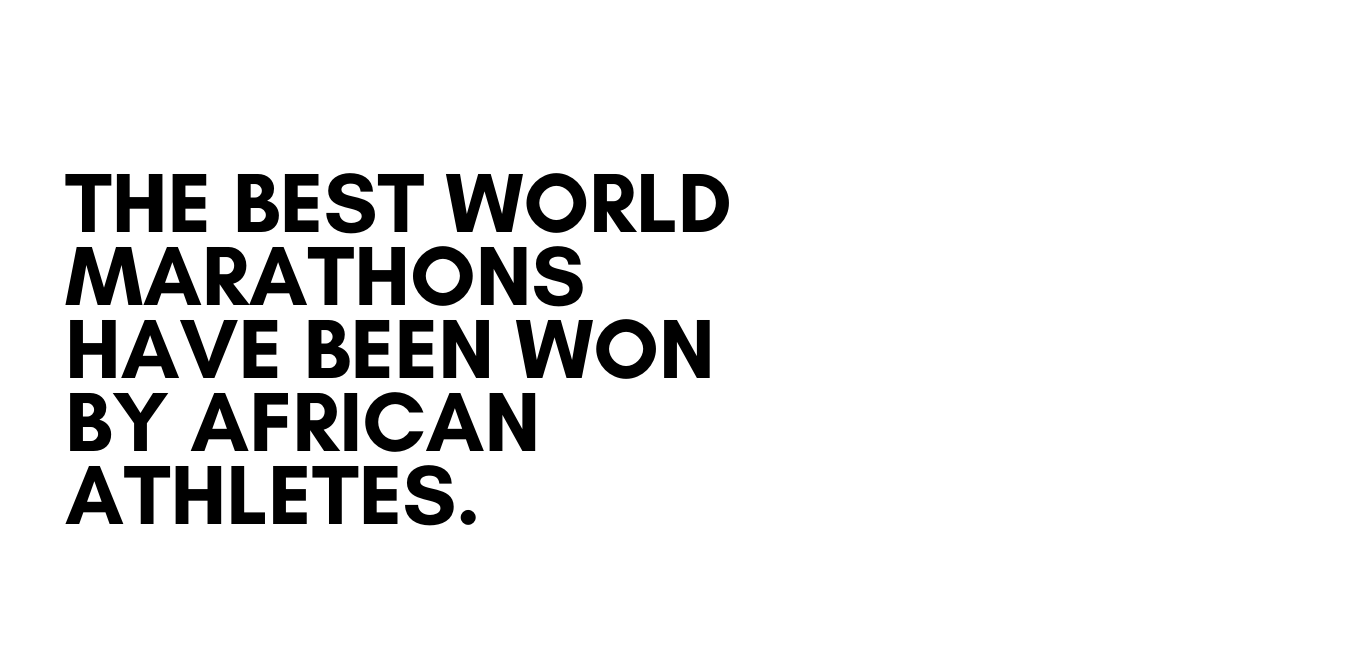 THE BEST WORLD
MARATHONS
HAVE BEEN WON
BY AFRICAN
ATHLETES.